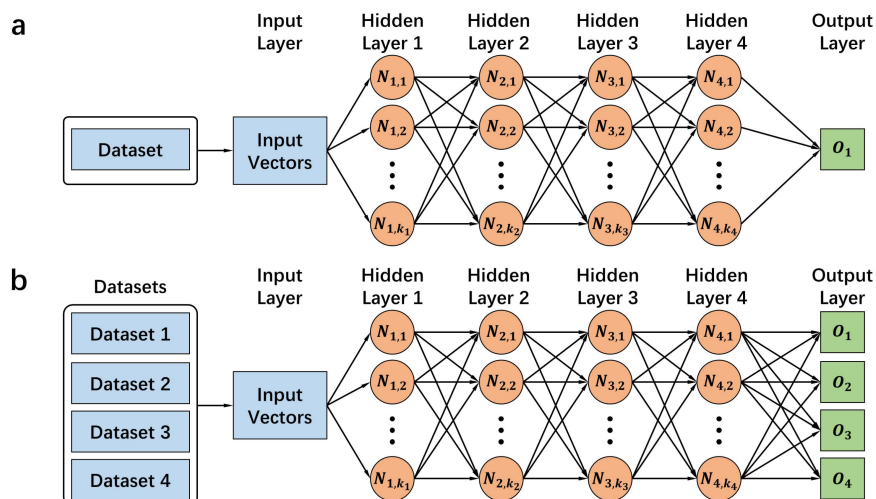 a
Input Layer
Hidden Layer 1
Hidden Layer 2
Hidden Layer 3
Hidden Layer 4
Output Layer
Dataset
Input Vectors
N1,1
N1,2
N1,k1
N2,1
N2,2
N2,k2
N3,1
N3,2
N3,k3
N4,1
N4,2
N4,k4
O1
b
Datasets
Input Layer
Hidden Layer 1
Hidden Layer 2
Hidden Layer 3
Hidden Layer 4
Output Layer
Dataset 1
Dataset 2
Dataset 3
Dataset 4
Input Vectors
N1,1
N1,2
N1,k1
N2,1
N2,2
N2,k2
N3,1
N3,2
N3,k3
N4,1
N4,2
N4,k4
O1
O2
O3
O4